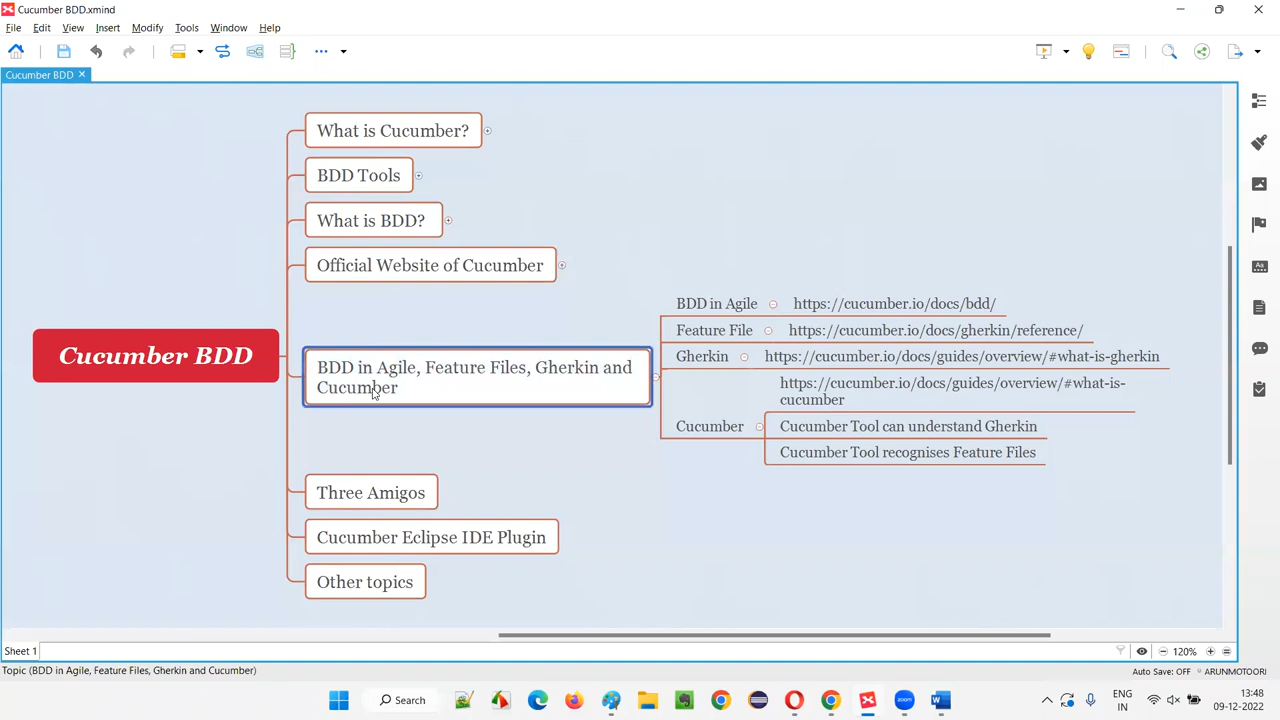 Cucumber BDD.xmind
File Edit View Insert Modify Tools Window Help
Cucumber BDD
What is Cucumber?
BDD Tools
What is BDD?
Official Website of Cucumber
Cucumber BDD
BDD in Agile, Feature Files, Gherkin and
Cucumber
BDD in Agile https://cucumber.io/docs/bdd/
Feature File https://cucumber.io/docs/gherkin/reference/
Gherkin https://cucumber.io/docs/guides/overview/#what-is-gherkin
https://cucumber.io/docs/guides/overview/#what-is-
cucumber
Cucumber Cucumber Tool can understand Gherkin
Cucumber Tool recognises Feature Files
Three Amigos
Cucumber Eclipse IDE Plugin
Other topics
Sheet 1
120%
Topic (BDD in Agile, Feature Files, Gherkin and Cucumber)
Auto Save: OFF ARUNMOTOORI
Search
ENG
IN
13:48
09-12-2022